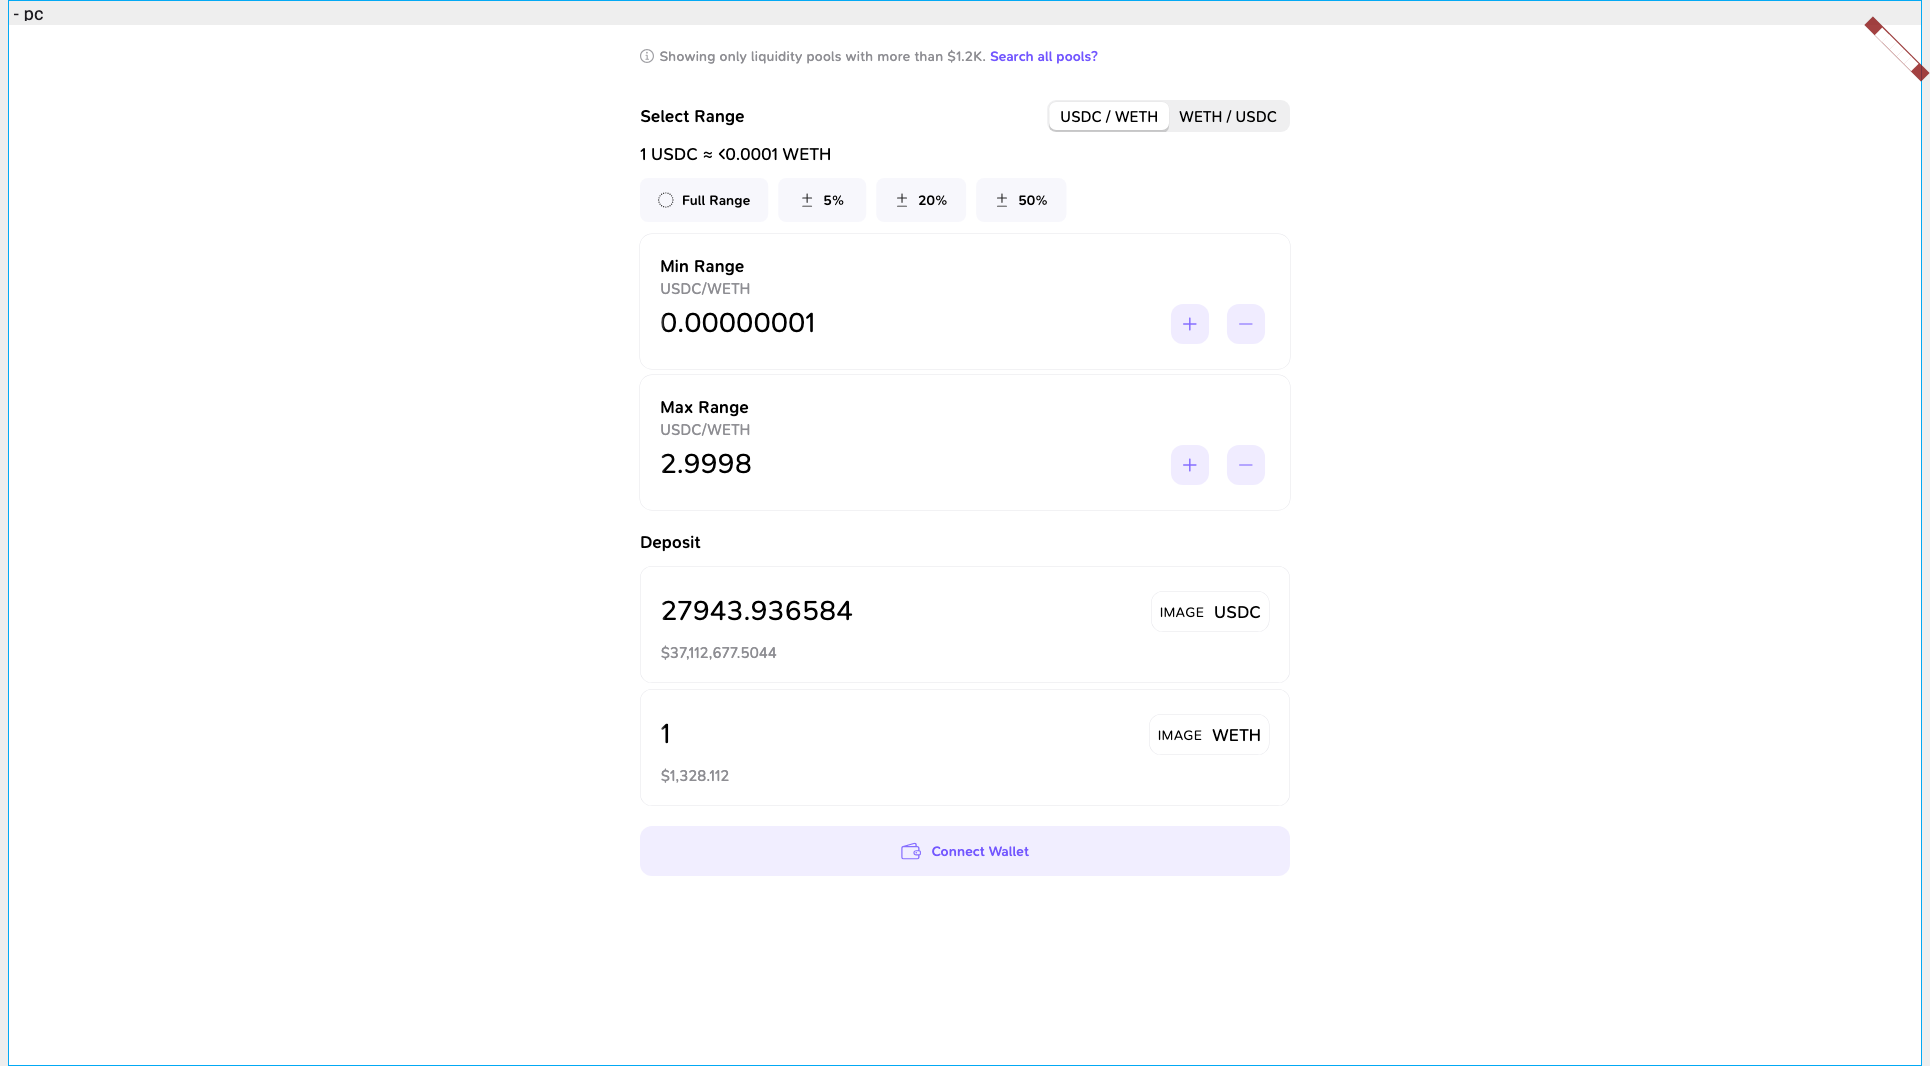 - pc
Showing only liquidity pools with more than $1.2K. Search all pools?
Select Range
USDC / WETH WETH / USDC
1 USDC ≈ <0.0001 WETH
Full Range ± 5% ± 20% ± 50%
Min Range
USDC/WETH
0.00000001
Max Range
USDC/WETH
2.9998
Deposit
27943.936584
IMAGE USDC
$37,112,677.5044
1
IMAGE WETH
$1,328.112
Connect Wallet